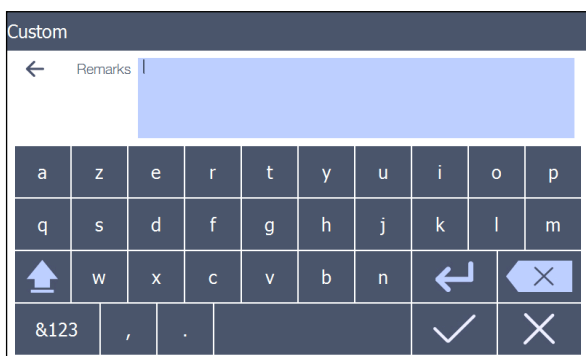 Custom
Remarks
a z e r t y u i o p
q s d f g h j k l m
w x c v b n
&123 , .